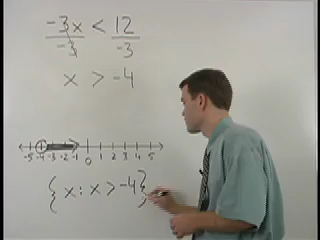 -3x < 12
-3 -3
x > -4
-5 -4 -3 -2 -1 0 1 2 3 4 5
{x : x > -4}